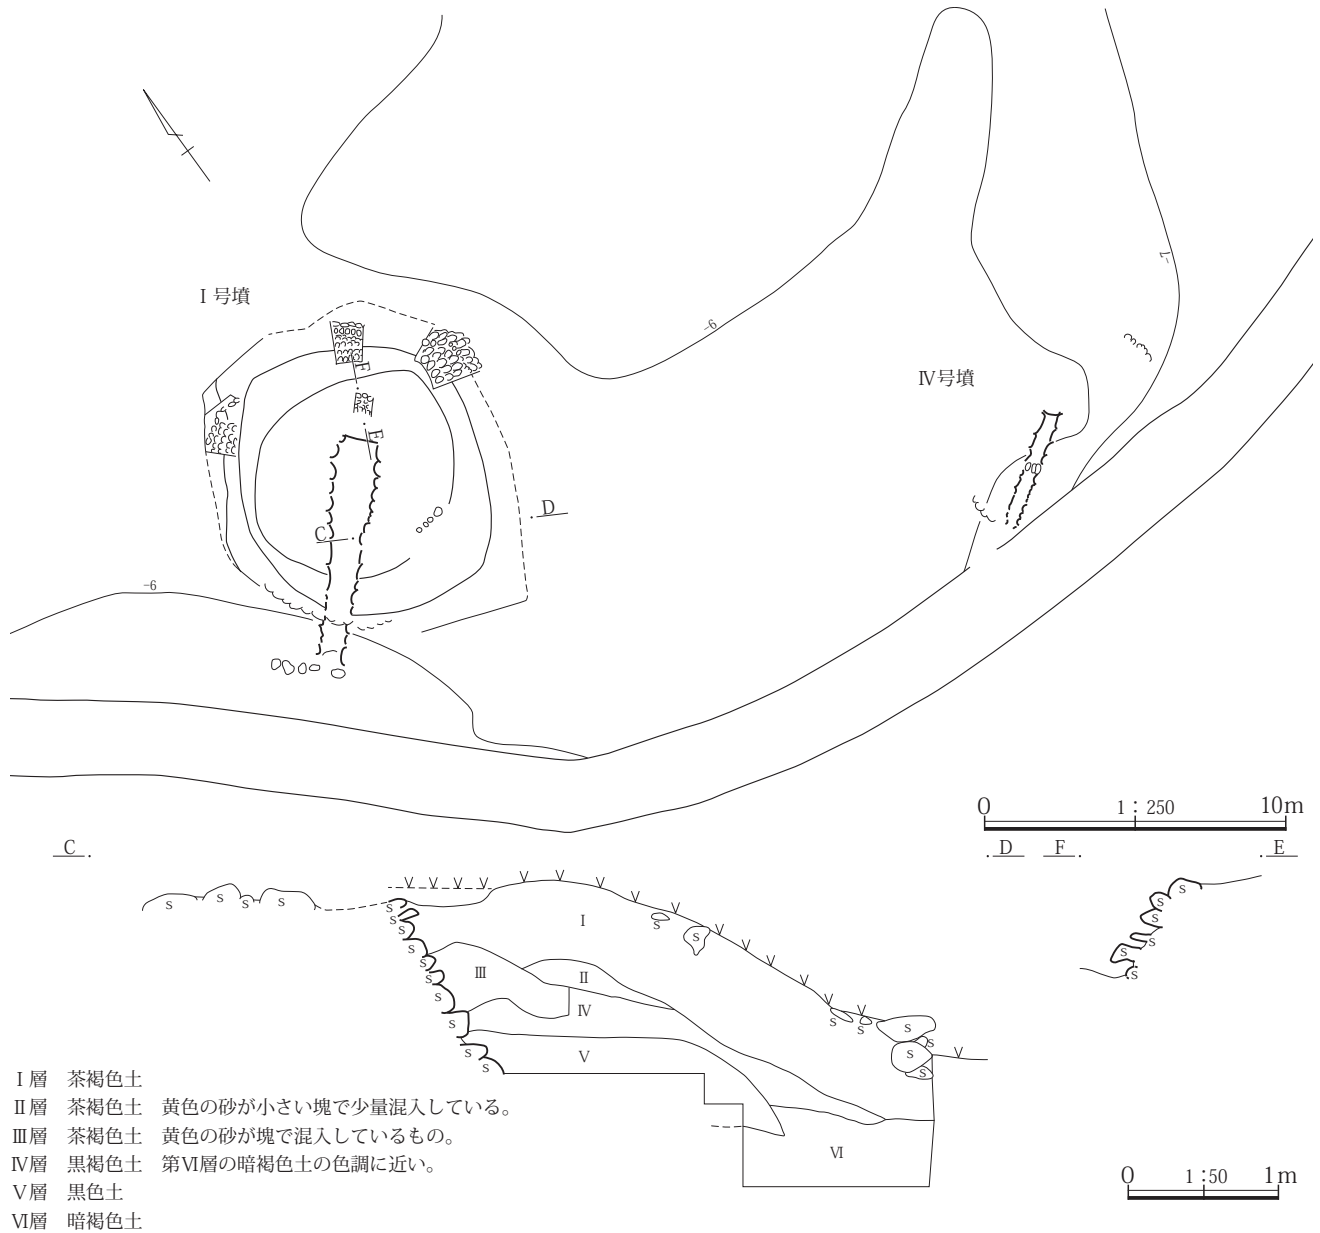 Ⅰ号墳
-6
-7
Ⅳ号墳
F
E
D
C
-6
0 1：250 10m
C
D F E
S S S S
S S S S S S S S S S
Ⅰ
S S
Ⅲ Ⅱ
Ⅳ
Ⅴ
Ⅵ
S S S S S S
S S S S S
Ⅰ層 茶褐色土
Ⅱ層 茶褐色土 黄色の砂が小さい塊で少量混入している。
Ⅲ層 茶褐色土 黄色の砂が塊で混入しているもの。
Ⅳ層 黒褐色土 第Ⅵ層の暗褐色土の色調に近い。
Ⅴ層 黒色土
Ⅵ層 暗褐色土
0 1：50 1m